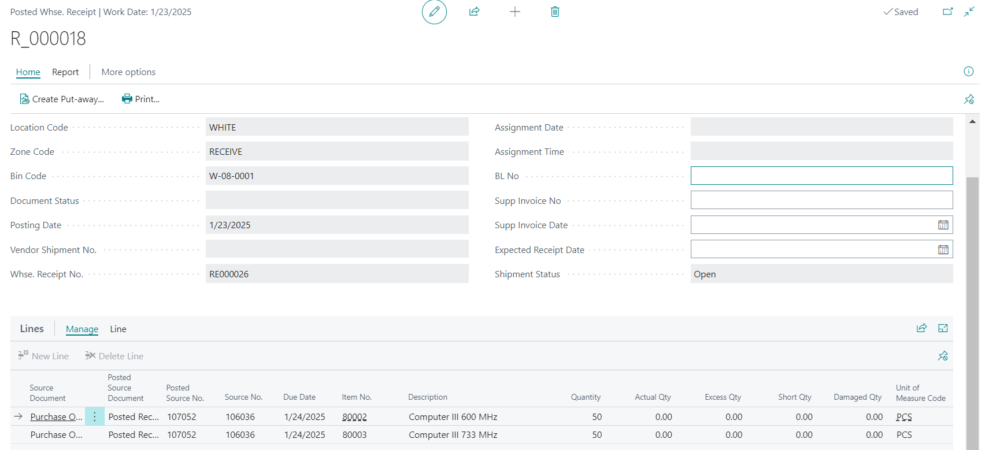 Posted Whse. Receipt | Work Date: 1/23/2025
Saved
R_000018
Home Report More options
Create Put-away... Print...
Location Code WHITE
Zone Code RECEIVE
Bin Code W-08-0001
Document Status
Posting Date 1/23/2025
Vendor Shipment No.
Whse. Receipt No. RE000026
Assignment Date
Assignment Time
BL No
Supp Invoice No
Supp Invoice Date
Expected Receipt Date
Shipment Status Open
Lines Manage Line
New Line Delete Line
Source Document Posted Source Document Posted Source No. Source No. Due Date Item No. Description Quantity Actual Qty Excess Qty Short Qty Damaged Qty Unit of Measure Code
Purchase O... Posted Rec... 107052 106036 1/24/2025 80002 Computer III 600 MHz 50 0.00 0.00 0.00 0.00 PCS
Purchase O... Posted Rec... 107052 106036 1/24/2025 80003 Computer III 733 MHz 50 0.00 0.00 0.00 0.00 PCS